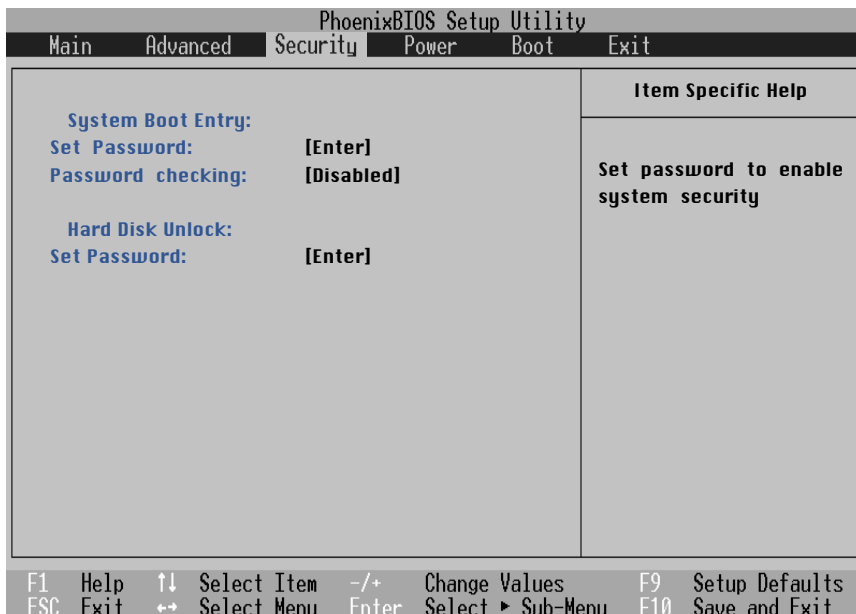 PhoenixBIOS Setup Utility
Main Advanced Security Power Boot Exit
Item Specific Help
System Boot Entry:
Set Password: [Enter]
Password checking: [Disabled]
Set password to enable
system security
Hard Disk Unlock:
Set Password: [Enter]
F1 Help ↑↓ Select Item -/+ Change Values F9 Setup Defaults
ESC Exit ←→ Select Menu Enter Select ▸ Sub-Menu F10 Save and Exit